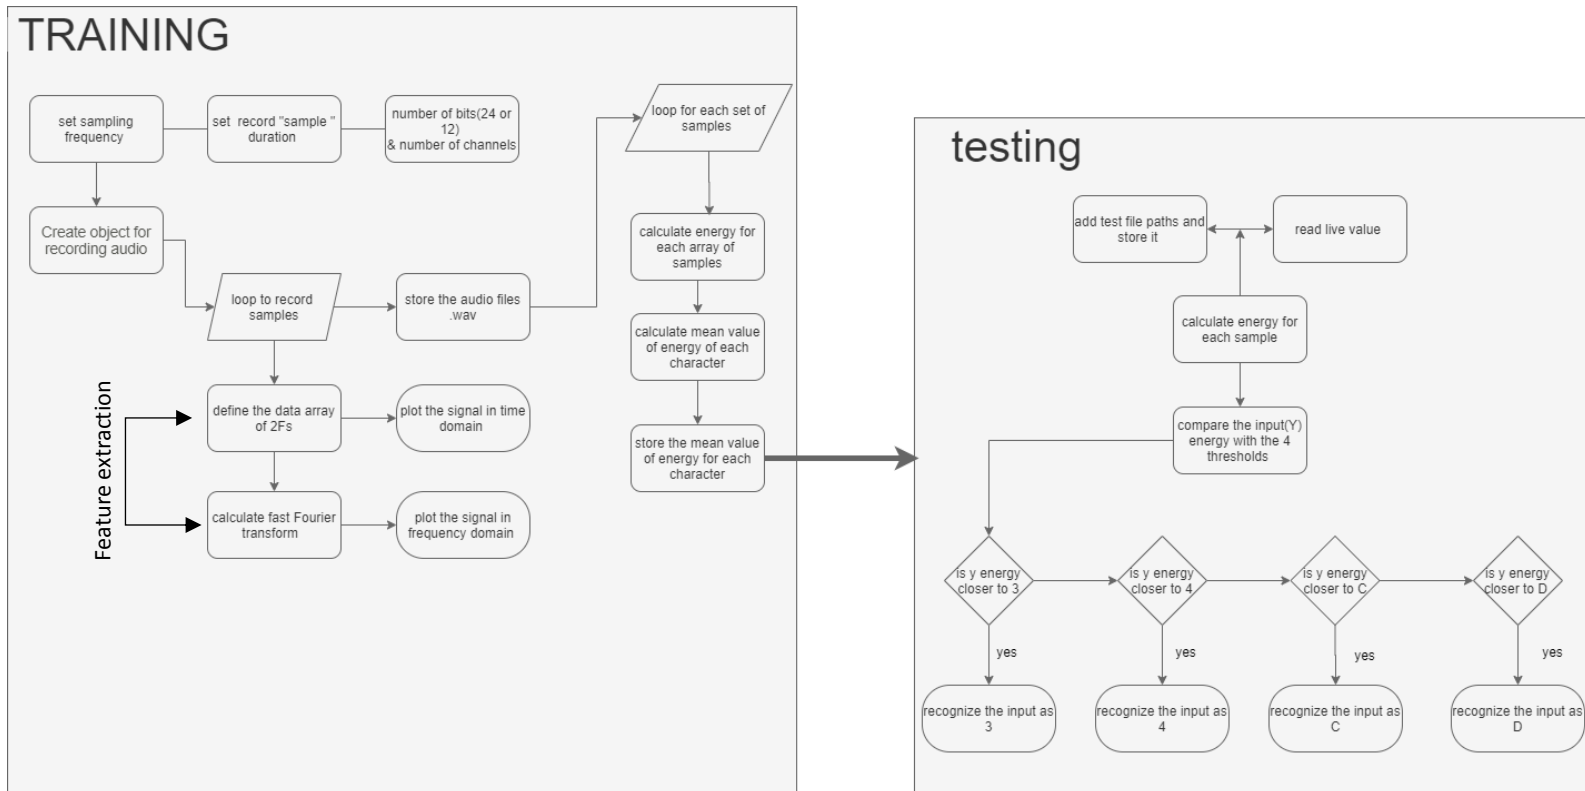 TRAINING
set sampling
frequency
set  record "sample "
duration
number of bits(24 or
12)
& number of channels
Create object for
recording audio
loop to record
samples
store the audio files
.wav
define the data array
of 2Fs
plot the signal in time
domain
calculate fast Fourier
transform
plot the signal in
frequency domain
Feature extraction
loop for each set of
samples
calculate energy for
each array of
samples
calculate mean value
of energy of each
character
store the mean value
of energy for each
character
testing
add test file paths and
store it
read live value
calculate energy for
each sample
compare the input(Y)
energy with the 4
thresholds
is y energy
closer to 3
is y energy
closer to 4
is y energy
closer to C
is y energy
closer to D
yes
yes
yes
yes
recognize the input as
3
recognize the input as
4
recognize the input as
C
recognize the input as
D